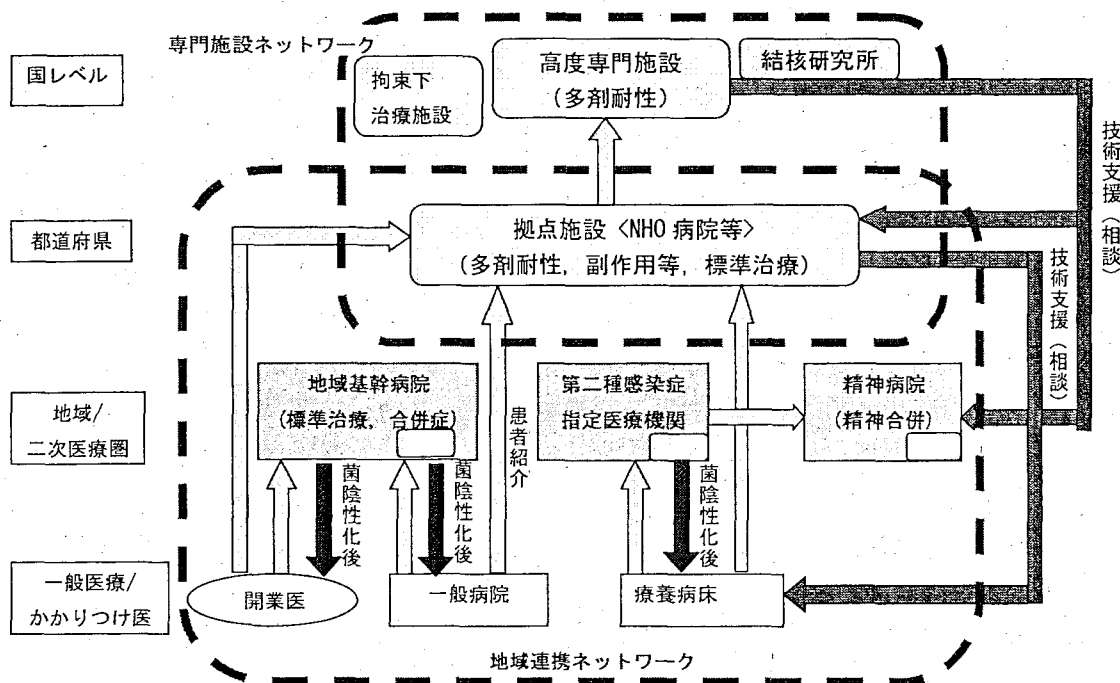 専門施設ネットワーク
国レベル
拘束下
治療施設
高度専門施設
(多剤耐性)
結核研究所
技術支援（相談）
都道府県
拠点施設〈NHO 病院等〉
(多剤耐性，副作用等，標準治療)
技術支援（相談）
地域/
二次医療圏
地域基幹病院
(標準治療，合併症)
患者紹介
第二種感染症
指定医療機関
精神病院
(精神合併)
菌陰性化後
菌陰性化後
菌陰性化後
一般医療/
かかりつけ医
開業医
一般病院
療養病床
地域連携ネットワーク